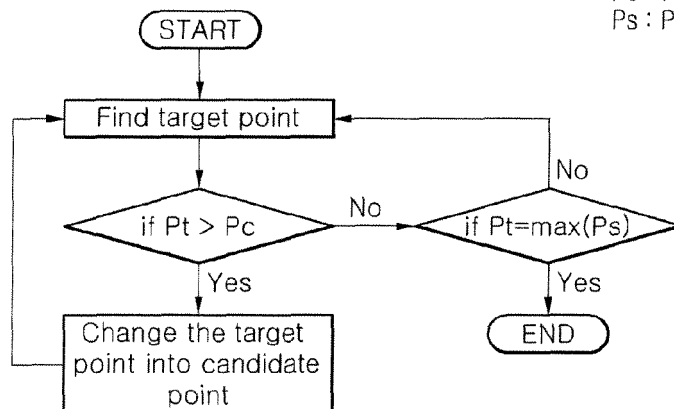 Ps : P
START
Find target point
No
if Pt > Pc
No
if Pt=max(Ps)
Yes
Yes
Change the target
point into candidate
point
END